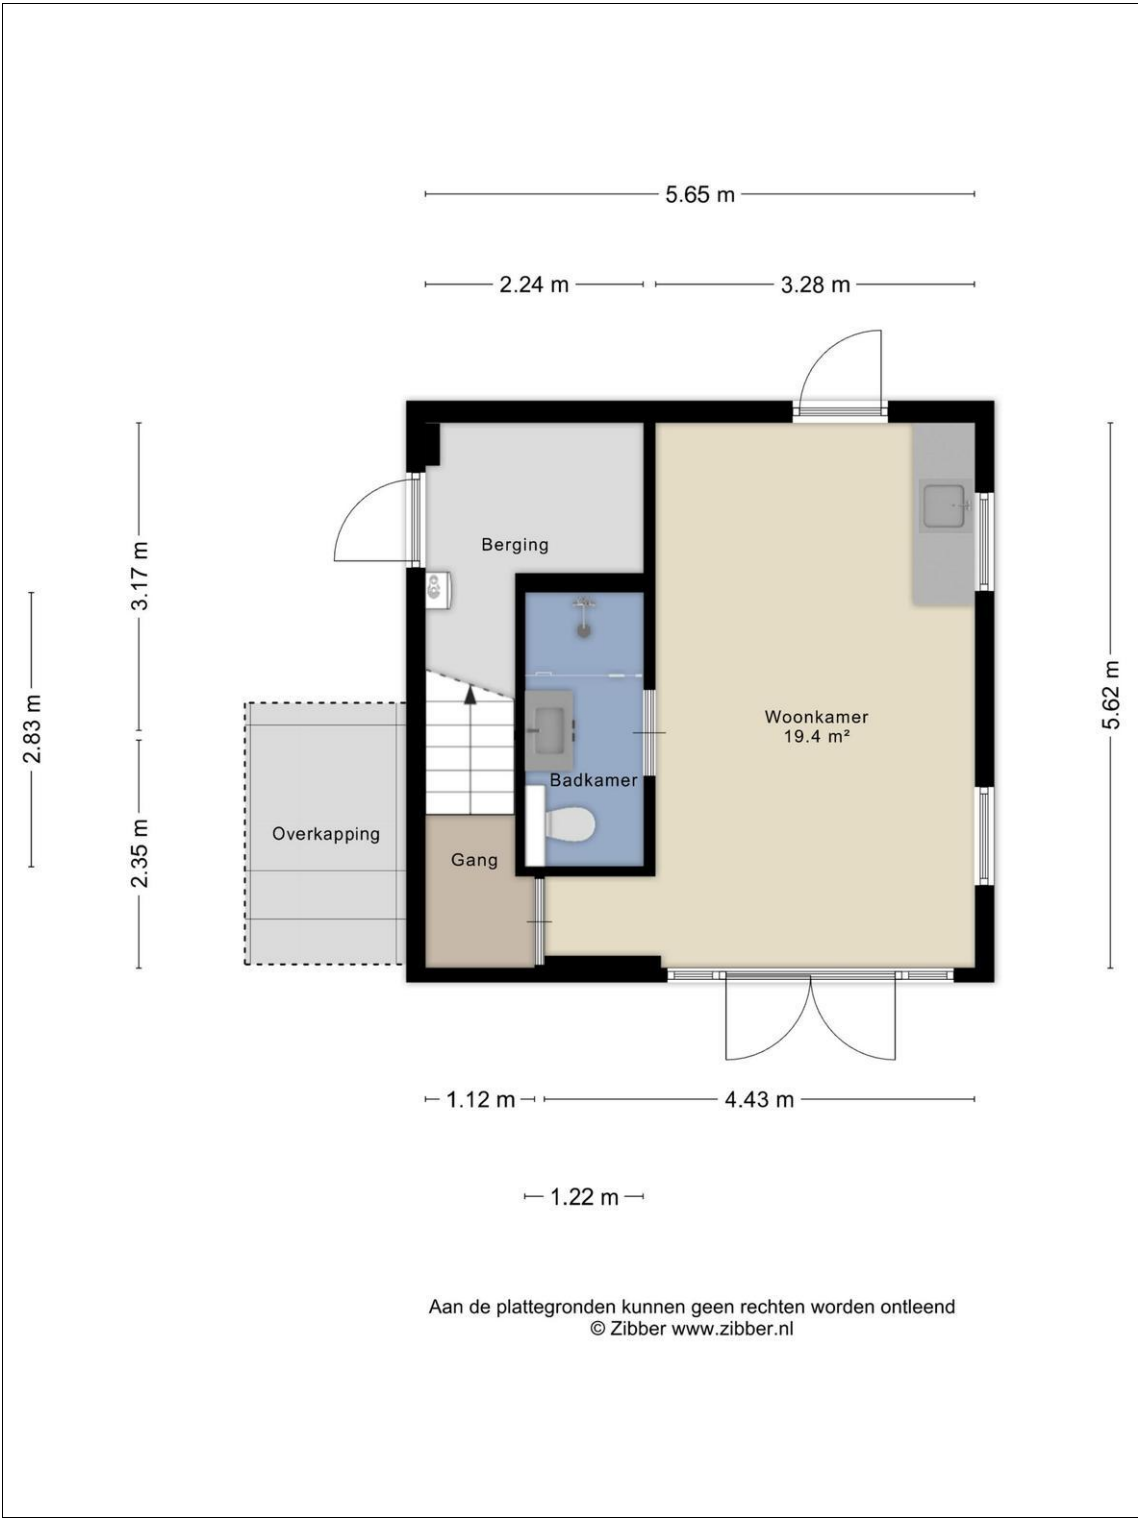 5.65 m
2.24 m
3.28 m
3.17 m
2.83 m
2.35 m
5.62 m
Berging
Woonkamer
19.4 m²
Badkamer
Overkapping
Gang
1.12 m
4.43 m
1.22 m
Aan de plattegronden kunnen geen rechten worden ontleend
© Zibber www.zibber.nl